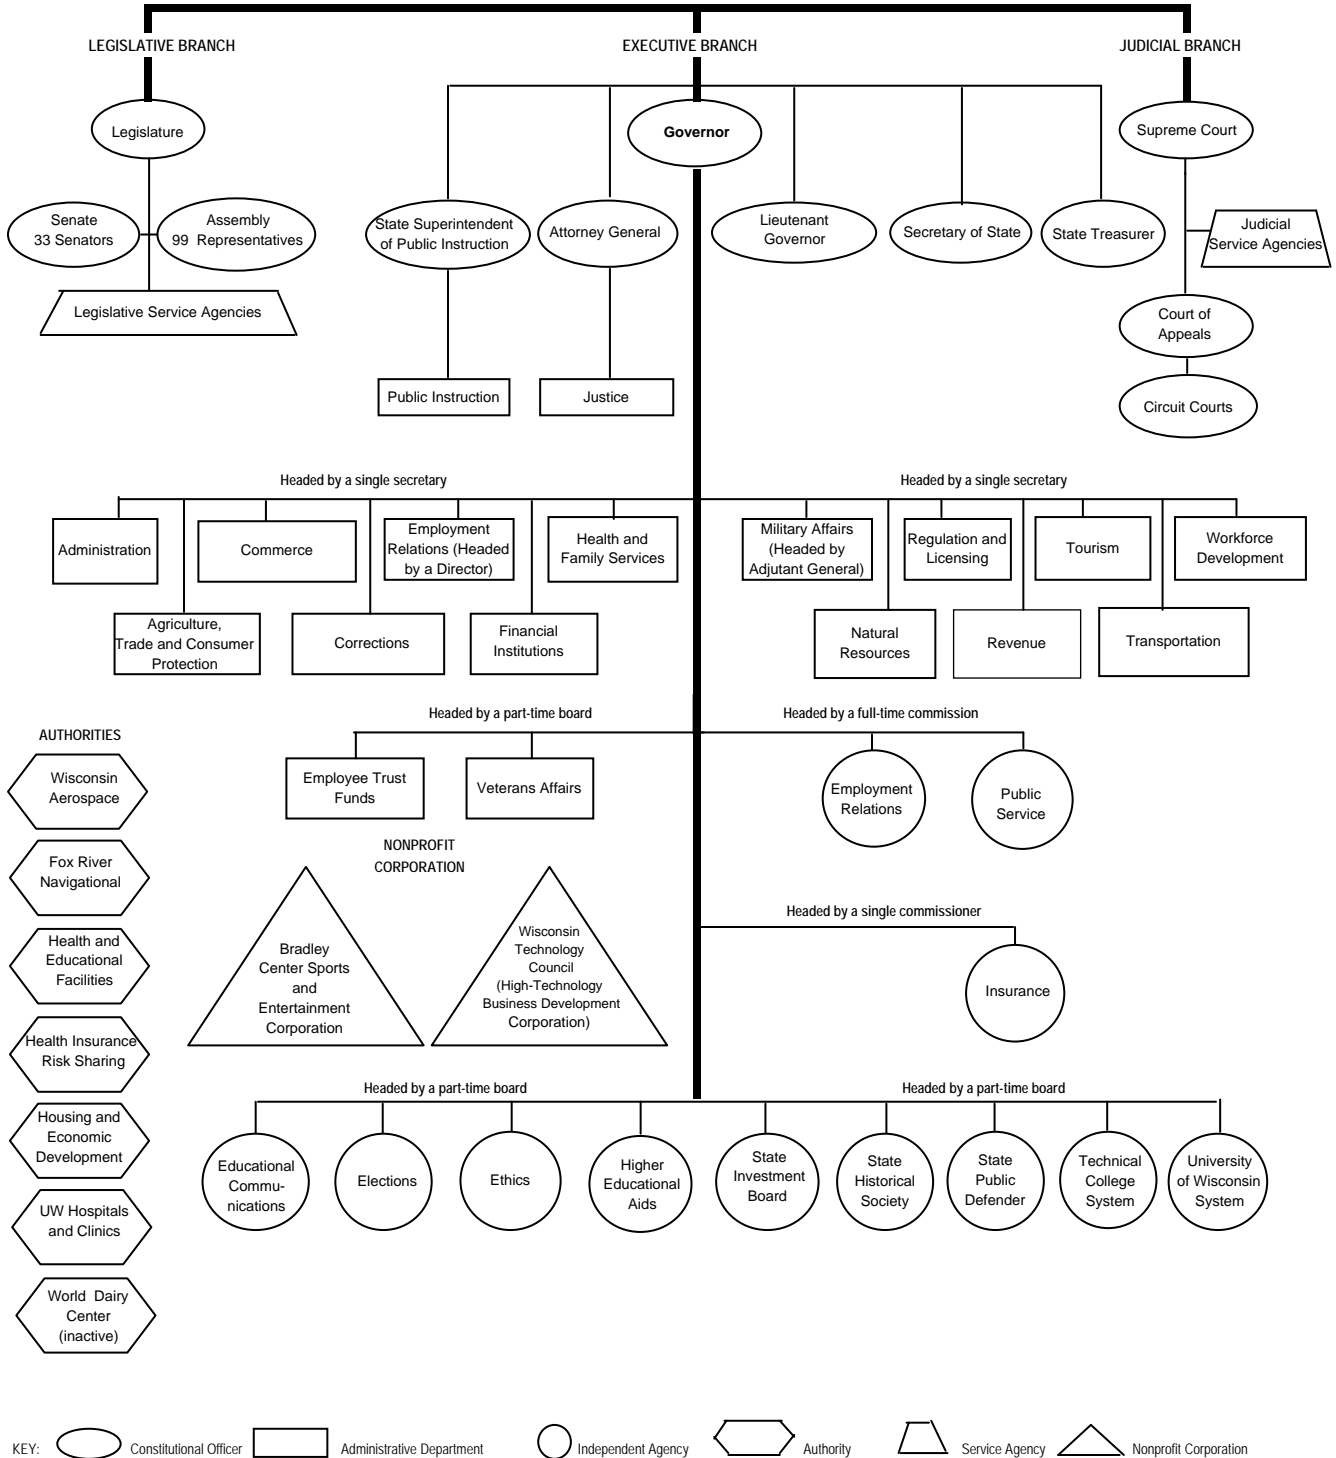 LEGISLATIVE BRANCH
EXECUTIVE BRANCH
JUDICIAL BRANCH
Legislature
Governor
Supreme Court
Senate
33 Senators
Assembly
99 Representatives
State Superintendent
of Public Instruction
Attorney General
Lieutenant
Governor
Secretary of State
State Treasurer
Judicial
Service Agencies
Legislative Service Agencies
Court of
Appeals
Public Instruction
Justice
Circuit Courts
Headed by a single secretary
Headed by a single secretary
Administration
Commerce
Employment
Relations (Headed
by a Director)
Health and
Family Services
Military Affairs
(Headed by
Adjutant General)
Regulation and
Licensing
Tourism
Workforce
Development
Agriculture,
Trade and Consumer
Protection
Corrections
Financial
Institutions
Natural
Resources
Revenue
Transportation
Headed by a part-time board
Headed by a full-time commission
AUTHORITIES
Wisconsin
Aerospace
Employee Trust
Funds
Veterans Affairs
Employment
Relations
Public
Service
NONPROFIT
CORPORATION
Fox River
Navigational
Bradley
Center Sports
and
Entertainment
Corporation
Wisconsin
Technology
Council
(High-Technology
Business Development
Corporation)
Headed by a single commissioner
Insurance
Health and
Educational
Facilities
Health Insurance
Risk Sharing
Headed by a part-time board
Headed by a part-time board
Housing and
Economic
Development
Educational
Commu-
nications
Elections
Ethics
Higher
Educational
Aids
State
Investment
Board
State
Historical
Society
State
Public
Defender
Technical
College
System
University
of Wisconsin
System
UW Hospitals
and Clinics
World Dairy
Center
(inactive)
KEY:
Constitutional Officer
Administrative Department
Independent Agency
Authority
Service Agency
Nonprofit Corporation